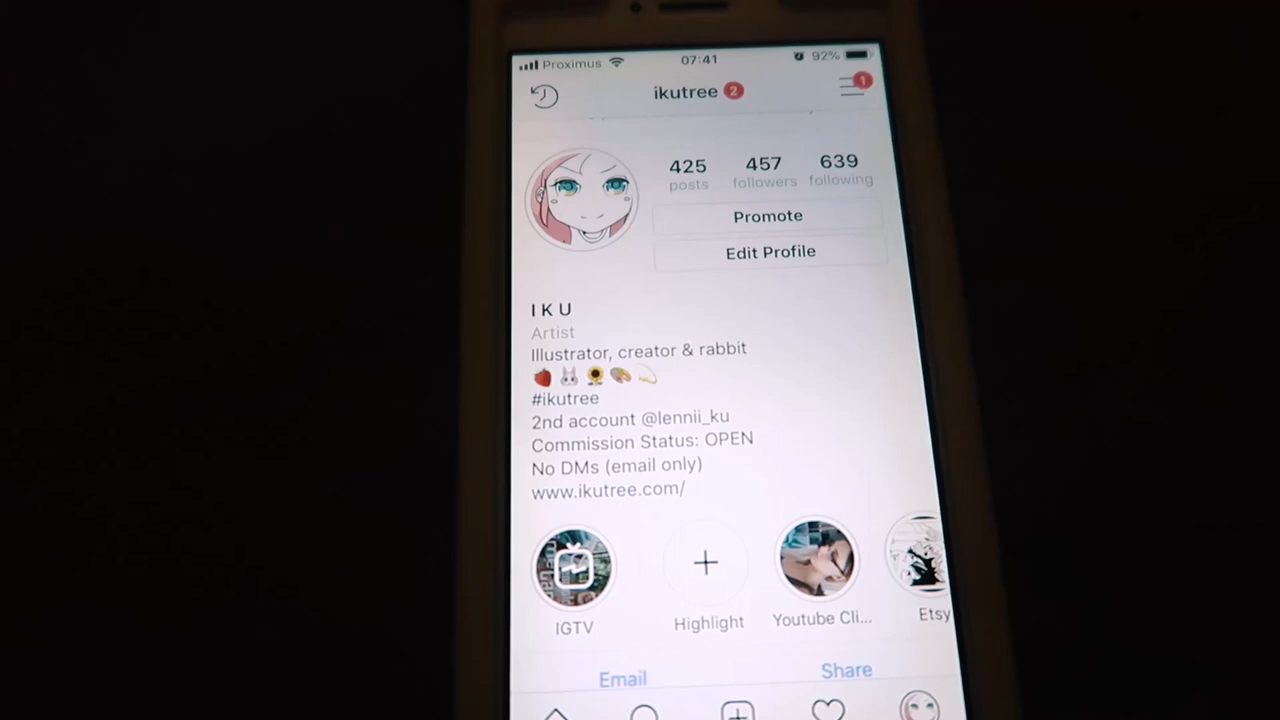 Proximus 07:41 92%
ikutree 2 1
425 457 639
posts followers following
Promote
Edit Profile
I K U
Artist
Illustrator, creator & rabbit
#ikutree
2nd account @lennii_ku
Commission Status: OPEN
No DMs (email only)
www.ikutree.com/
IGTV Highlight Youtube Cli... Etsy
Email Share